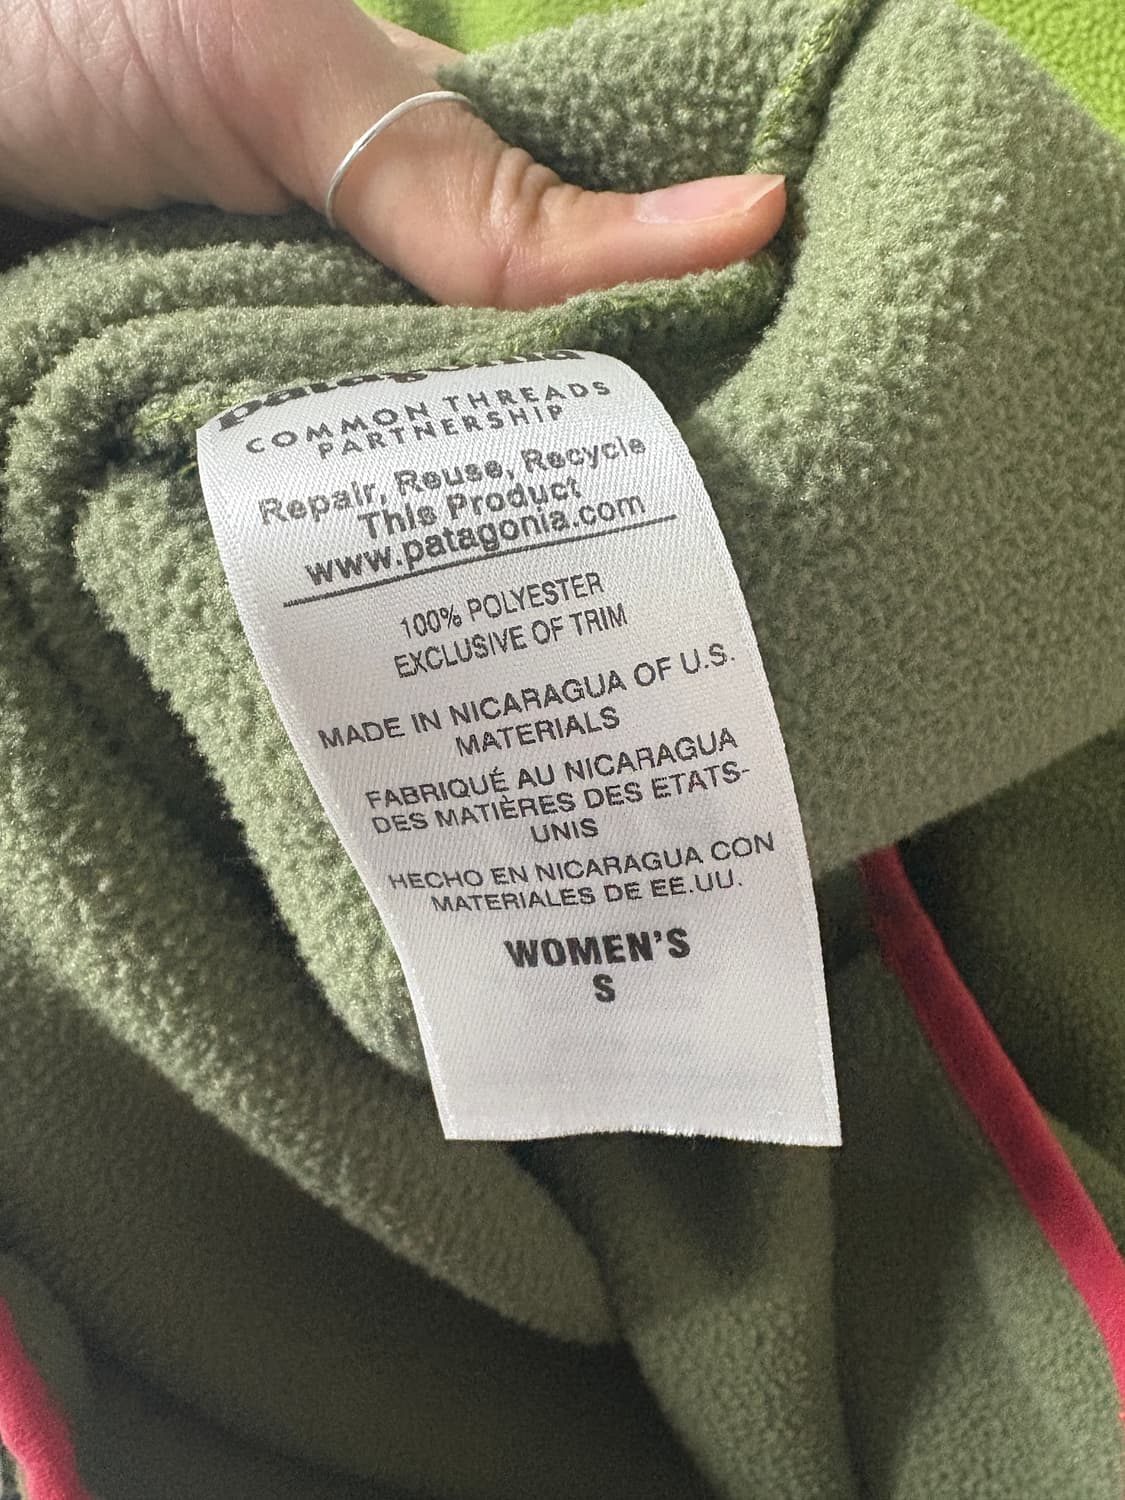 patagonia
COMMON THREADS
PARTNERSHIP
Repair, Reuse, Recycle
This Product
www.patagonia.com
100% POLYESTER
EXCLUSIVE OF TRIM
MADE IN NICARAGUA OF U.S.
MATERIALS
FABRIQUÉ AU NICARAGUA
DES MATIÈRES DES ETATS-
UNIS
HECHO EN NICARAGUA CON
MATERIALES DE EE.UU.
WOMEN'S
S